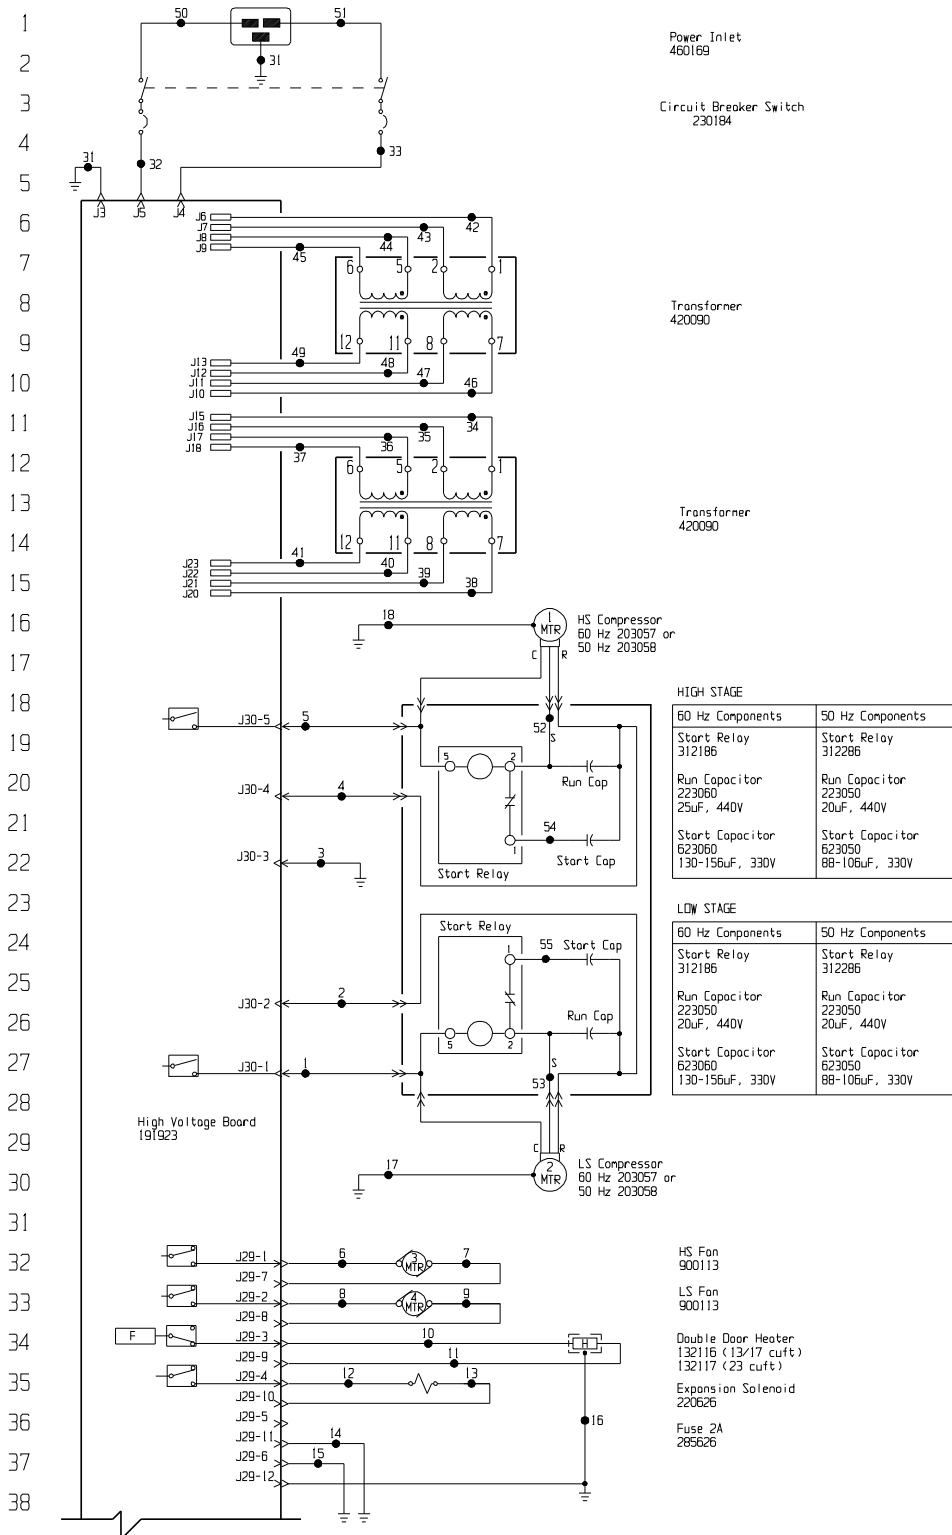 1
50
51
Power Inlet
460169
2
31
3
Circuit Breaker Switch
230184
4
31
32
33
5
J3
J5
J4
6
J6
42
J7
43
J8
44
J9
45
7
6
5
2
1
8
Transformer
420090
9
12
11
8
7
J13
49
J12
48
10
J11
47
J10
46
11
J15
34
J16
35
J17
36
J18
37
12
6
5
2
1
13
Transformer
420090
14
12
11
8
7
J23
41
J22
40
15
J21
39
J20
38
16
18
1
MTR
HS Compressor
60 Hz 203057 or
50 Hz 203058
17
C
R
18
HIGH STAGE
J30-5
5
52
S
60 Hz Components
50 Hz Components
19
Start Relay
312186
Start Relay
312286
5
2
20
J30-4
4
Run Cap
Run Capacitor
223060
25uF, 440V
Run Capacitor
223050
20uF, 440V
21
54
1
Start Capacitor
623060
130-156uF, 330V
Start Capacitor
623050
88-106uF, 330V
22
J30-3
3
Start Cap
Start Relay
23
LOW STAGE
24
Start Relay
60 Hz Components
50 Hz Components
1
55
Start Cap
Start Relay
312186
Start Relay
312286
25
J30-2
2
Run Capacitor
223050
20uF, 440V
Run Capacitor
223050
20uF, 440V
26
Run Cap
5
2
27
J30-1
1
S
53
Start Capacitor
623060
130-156uF, 330V
Start Capacitor
623050
88-106uF, 330V
28
High Voltage Board
191923
29
C
R
30
17
2
MTR
LS Compressor
60 Hz 203057 or
50 Hz 203058
31
32
J29-1
6
3
MTR
7
HS Fan
900113
J29-7
33
J29-2
8
4
MTR
9
LS Fan
900113
J29-8
34
F
J29-3
10
H
Double Door Heater
132116 (13/17 cuft)
132117 (23 cuft)
J29-9
11
35
J29-4
12
13
Expansion Solenoid
220626
J29-10
36
J29-5
16
Fuse 2A
285626
J29-11
14
37
J29-6
15
J29-12
38